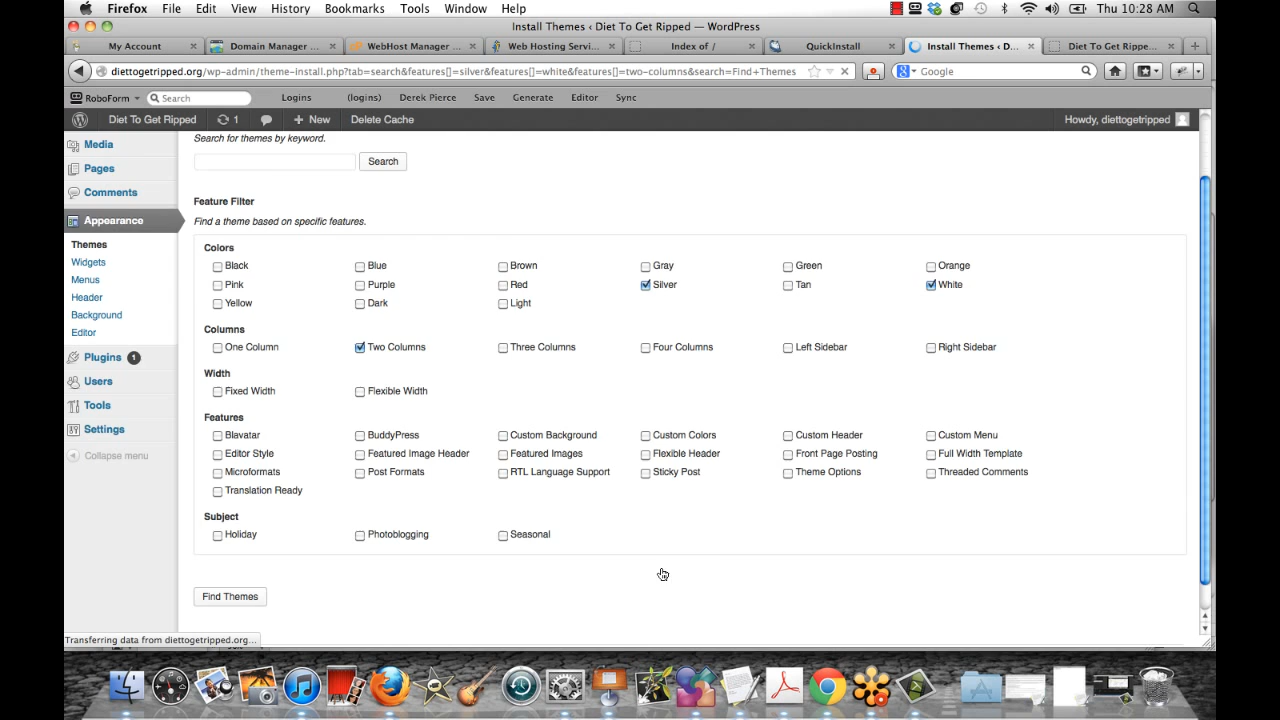 Firefox File Edit View History Bookmarks Tools Window Help Thu 10:28 AM
Install Themes ‹ Diet To Get Ripped — WordPress
My Account Domain Manager ... WebHost Manager ... Web Hosting Servi... Index of / QuickInstall Install Themes ‹ D... Diet To Get Rippe...
diettogetripped.org/wp-admin/theme-install.php?tab=search&features[]=silver&features[]=white&features[]=two-columns&search=Find+Themes Google
RoboForm Search Logins (logins) Derek Pierce Save Generate Editor Sync
Diet To Get Ripped 1 + New Delete Cache Howdy, diettogetripped
Media
Pages
Comments
Appearance
Themes
Widgets
Menus
Header
Background
Editor
Plugins 1
Users
Tools
Settings
Collapse menu
Search for themes by keyword.
Search
Feature Filter
Find a theme based on specific features.
Colors
Black Blue Brown Gray Green Orange
Pink Purple Red Silver Tan White
Yellow Dark Light
Columns
One Column Two Columns Three Columns Four Columns Left Sidebar Right Sidebar
Width
Fixed Width Flexible Width
Features
Blavatar BuddyPress Custom Background Custom Colors Custom Header Custom Menu
Editor Style Featured Image Header Featured Images Flexible Header Front Page Posting Full Width Template
Microformats Post Formats RTL Language Support Sticky Post Theme Options Threaded Comments
Translation Ready
Subject
Holiday Photoblogging Seasonal
Find Themes
Transferring data from diettogetripped.org...